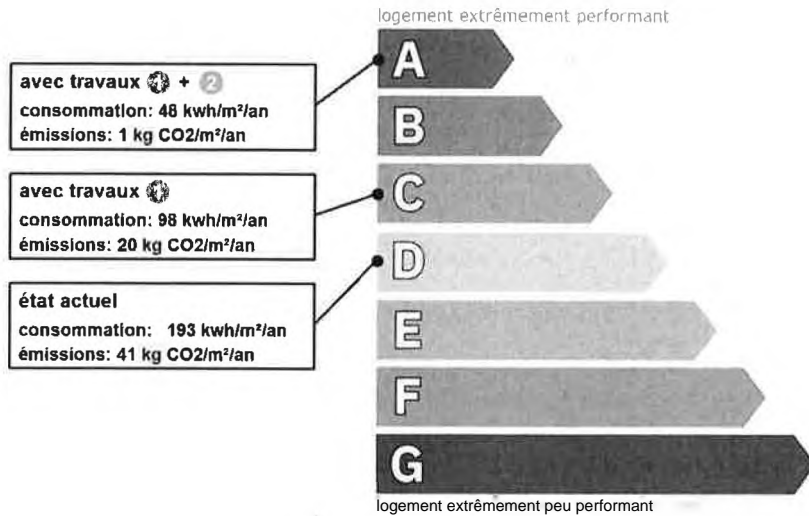 logement extrêmement performant
avec travaux 1 + 2
consommation: 48 kwh/m²/an
émissions: 1 kg CO2/m²/an
avec travaux 1
consommation: 98 kwh/m²/an
émissions: 20 kg CO2/m²/an
état actuel
consommation: 193 kwh/m²/an
émissions: 41 kg CO2/m²/an
A
B
C
D
E
F
G
logement extrêmement peu performant